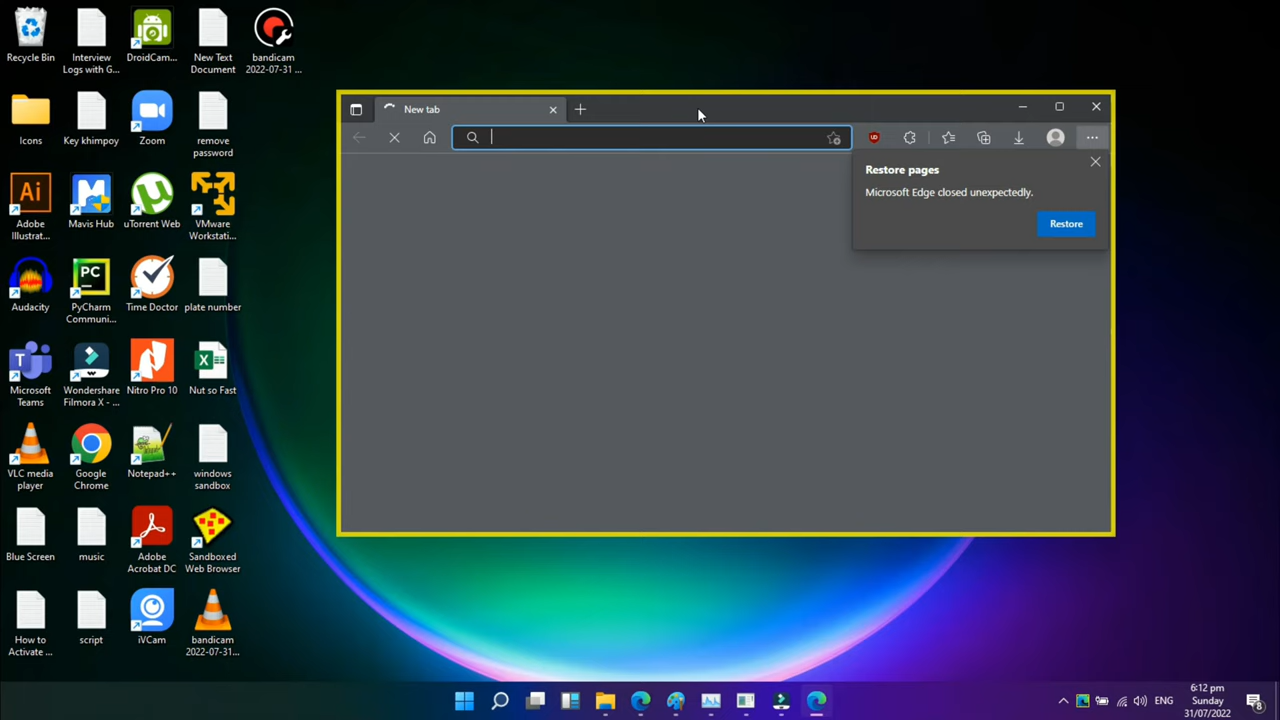 Recycle Bin
Interview
Logs with G...
DroidCam...
New Text
Document
bandicam
2022-07-31 ...
Icons
Key khimpoy
Zoom
remove
password
Ai
Adobe
Illustrat...
Mavis Hub
uTorrent Web
VMware
Workstati...
Audacity
PC
PyCharm
Communi...
Time Doctor
plate number
T
Microsoft
Teams
Wondershare
Filmora X - ...
Nitro Pro 10
X
Nut so Fast
VLC media
player
Google
Chrome
Notepad++
windows
sandbox
Blue Screen
music
Adobe
Acrobat DC
Sandboxed
Web Browser
How to
Activate ...
script
iVCam
bandicam
2022-07-31...
New tab
UD
Restore pages
Microsoft Edge closed unexpectedly.
Restore
ENG
6:12 pm
Sunday
31/07/2022
8